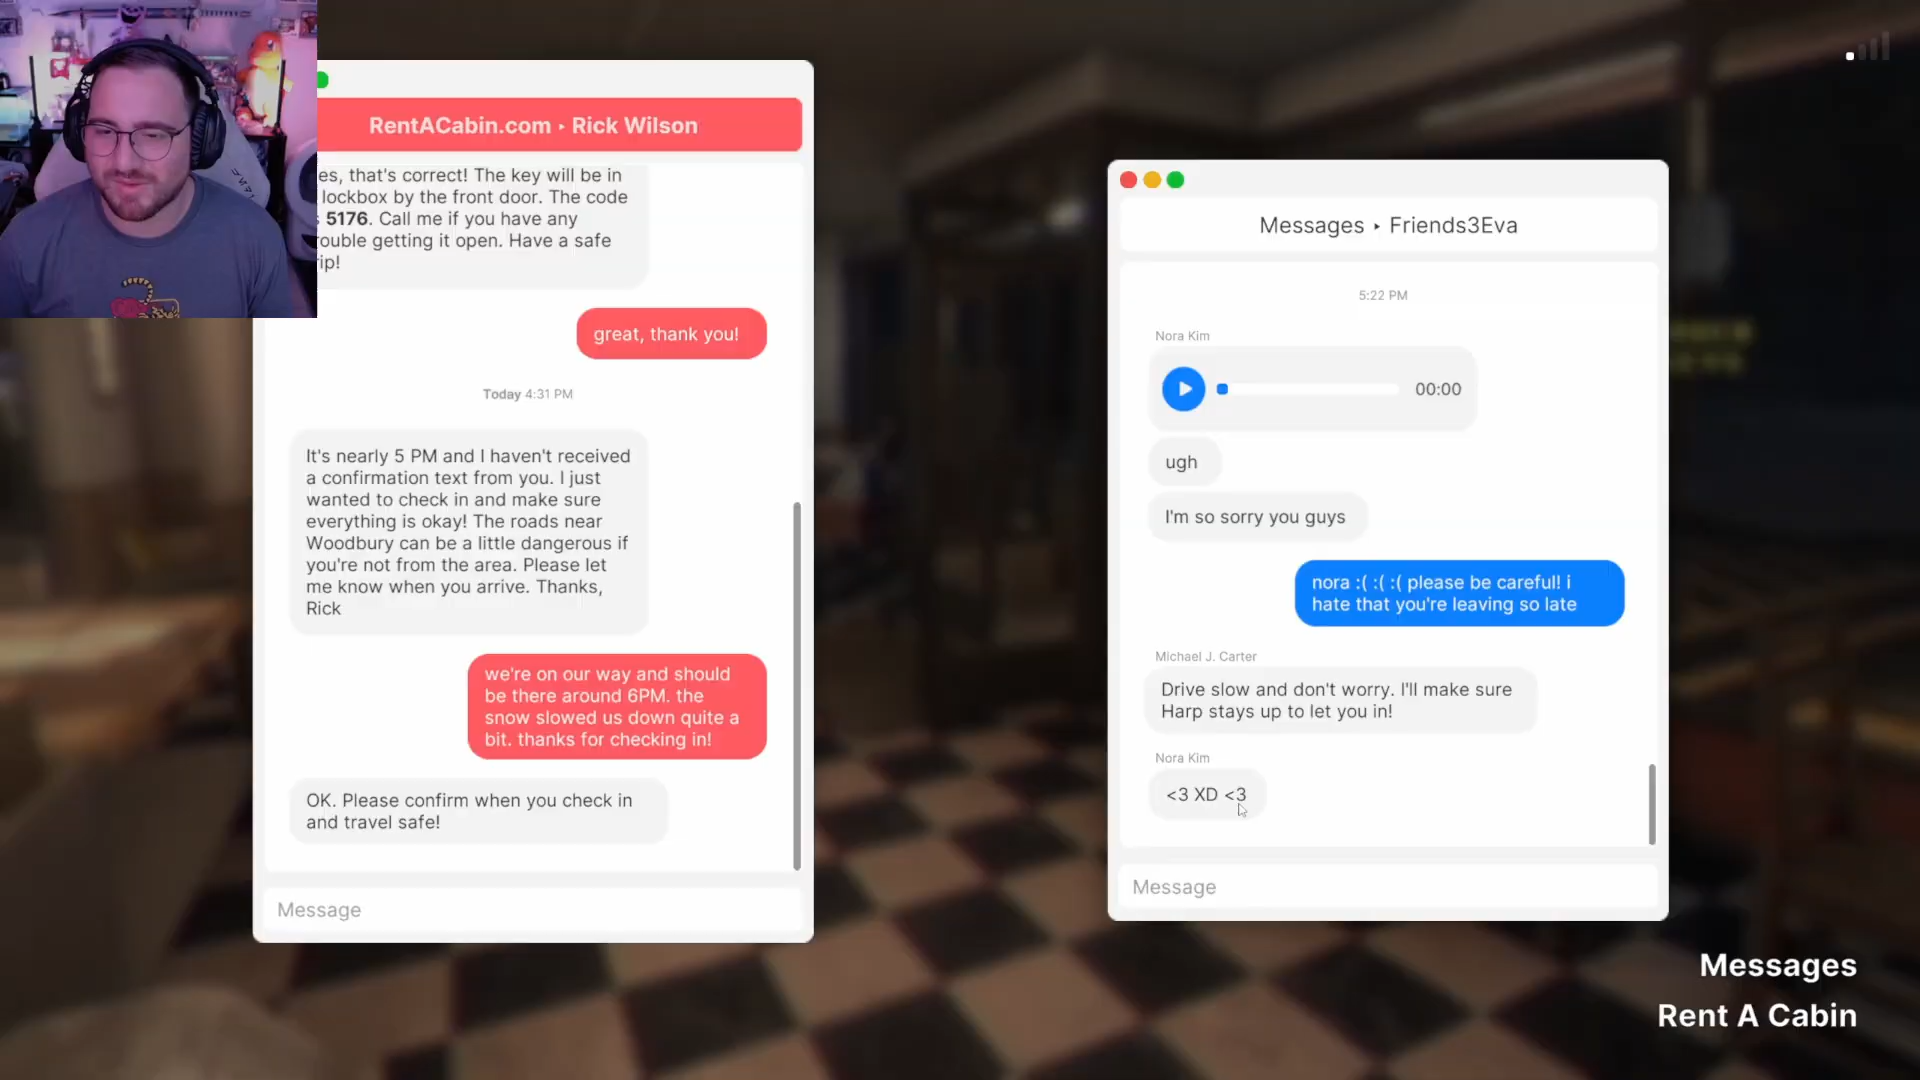 RentACabin.com ▸ Rick Wilson
es, that's correct! The key will be in
lockbox by the front door. The code
5176. Call me if you have any
rouble getting it open. Have a safe
rip!
great, thank you!
Today 4:31 PM
It's nearly 5 PM and I haven't received
a confirmation text from you. I just
wanted to check in and make sure
everything is okay! The roads near
Woodbury can be a little dangerous if
you're not from the area. Please let
me know when you arrive. Thanks,
Rick
we're on our way and should
be there around 6PM. the
snow slowed us down quite a
bit. thanks for checking in!
OK. Please confirm when you check in
and travel safe!
Message
Messages ▸ Friends3Eva
5:22 PM
Nora Kim
00:00
ugh
I'm so sorry you guys
nora :( :( :( please be careful! i
hate that you're leaving so late
Michael J. Carter
Drive slow and don't worry. I'll make sure
Harp stays up to let you in!
Nora Kim
<3 XD <3
Message
Messages
Rent A Cabin